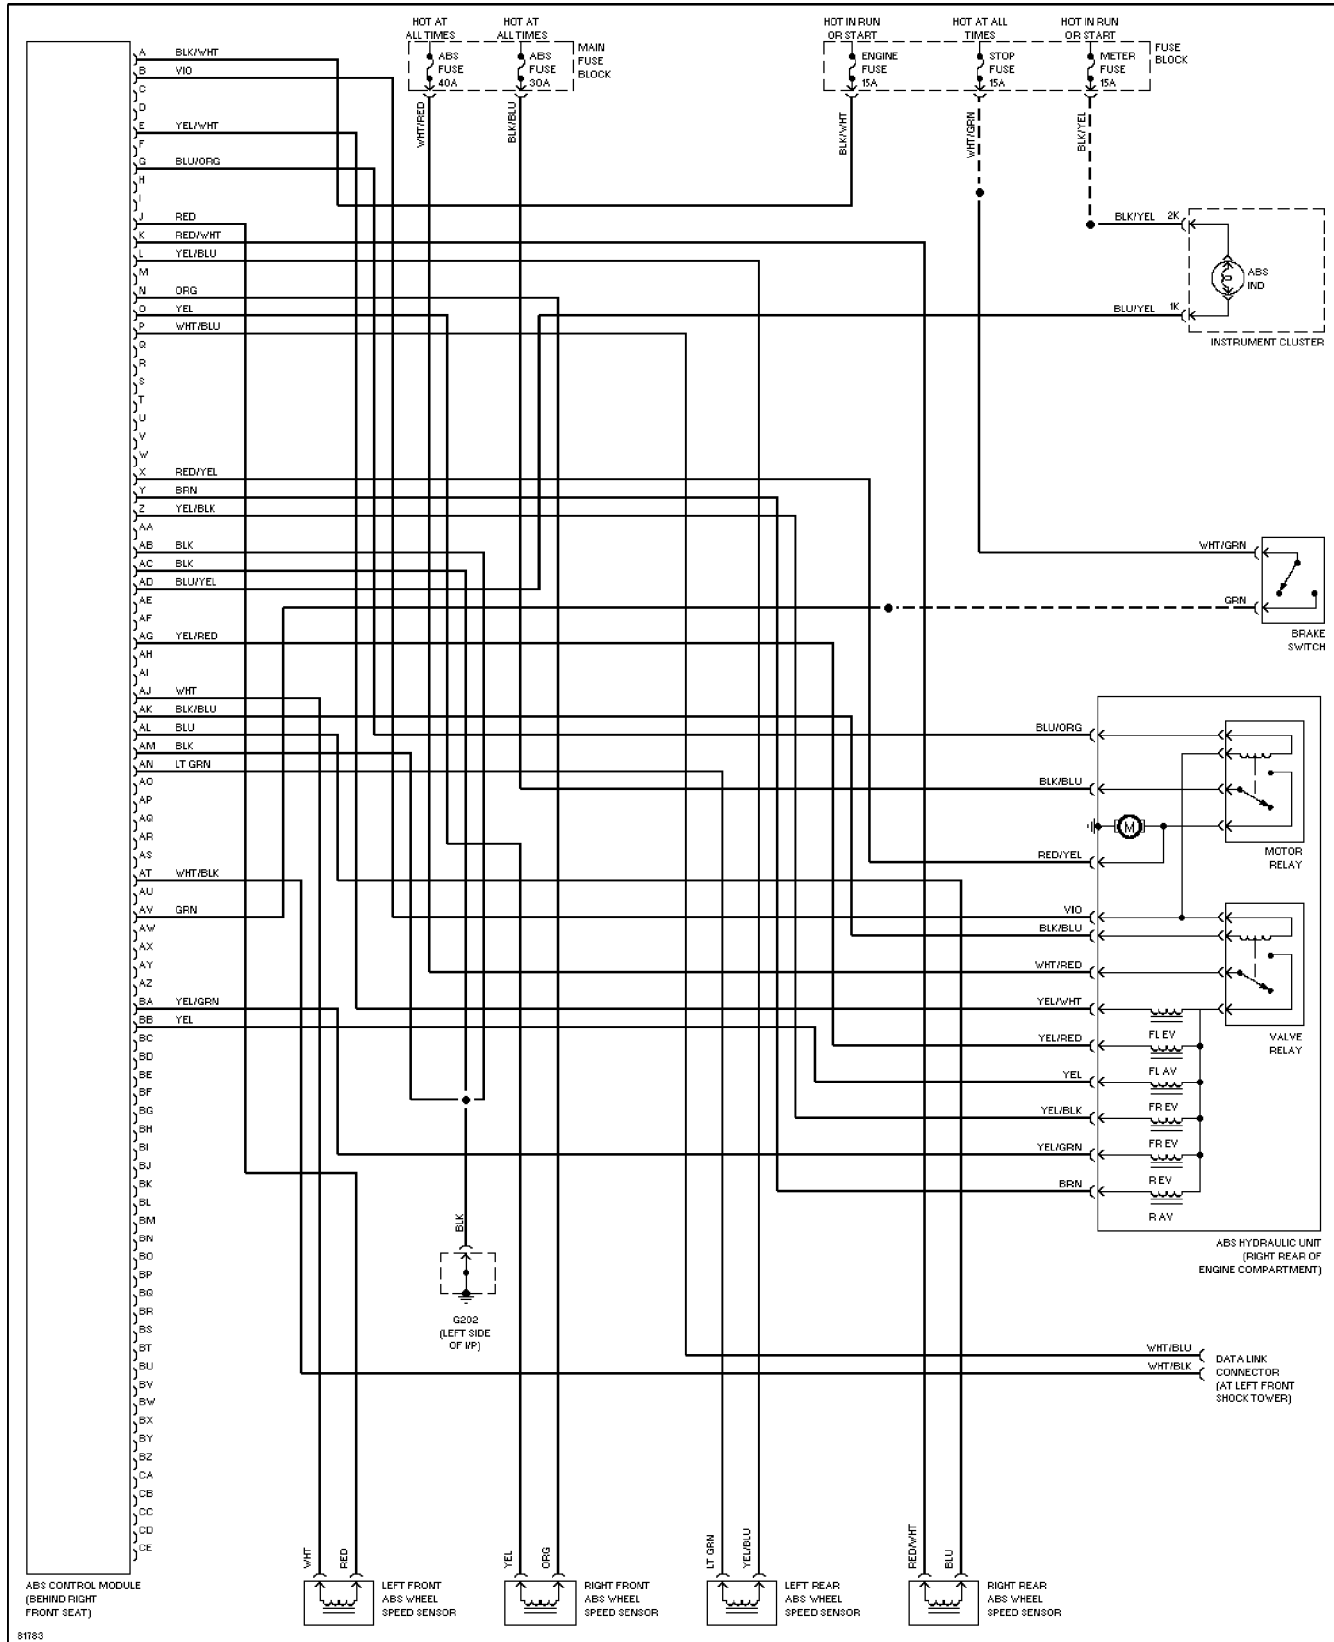 HOT AT
ALL TIMES
HOT AT
ALL TIMES
HOT IN RUN
OR START
HOT AT ALL
TIMES
HOT IN RUN
OR START
ABS
FUSE
40A
ABS
FUSE
30A
MAIN
FUSE
BLOCK
ENGINE
FUSE
15A
STOP
FUSE
15A
METER
FUSE
15A
FUSE
BLOCK
WHT/RED
BLK/BLU
BLK/WHT
WHT/GRN
BLK/YEL
A BLK/WHT
B VIO
C
D
E YEL/WHT
F
G BLU/ORG
H
I
J RED
K RED/WHT
L YEL/BLU
M
N ORG
O YEL
P WHT/BLU
Q
R
S
T
U
V
W
X RED/YEL
Y BRN
Z YEL/BLK
AA
AB BLK
AC BLK
AD BLU/YEL
AE
AF
AG YEL/RED
AH
AI
AJ WHT
AK BLK/BLU
AL BLU
AM BLK
AN LT GRN
AO
AP
AQ
AR
AS
AT WHT/BLK
AU
AV GRN
AW
AX
AY
AZ
BA YEL/GRN
BB YEL
BC
BD
BE
BF
BG
BH
BI
BJ
BK
BL
BM
BN
BO
BP
BQ
BR
BS
BT
BU
BV
BW
BX
BY
BZ
CA
CB
CC
CD
CE
ABS CONTROL MODULE
(BEHIND RIGHT
FRONT SEAT)
BLK/YEL 2K
ABS
IND
BLU/YEL 1K
INSTRUMENT CLUSTER
WHT/GRN
GRN
BRAKE
SWITCH
BLU/ORG
BLK/BLU
M
RED/YEL
MOTOR
RELAY
VIO
BLK/BLU
WHT/RED
YEL/WHT
FL EV
VALVE
RELAY
YEL/RED
FL AV
YEL
FR EV
YEL/BLK
FR EV
YEL/GRN
R EV
BRN
R AV
ABS HYDRAULIC UNIT
(RIGHT REAR OF
ENGINE COMPARTMENT)
BLK
G202
(LEFT SIDE
OF I/P)
WHT/BLU
WHT/BLK
DATA LINK
CONNECTOR
(AT LEFT FRONT
SHOCK TOWER)
WHT
RED
YEL
ORG
LT GRN
YEL/BLU
RED/WHT
BLU
LEFT FRONT
ABS WHEEL
SPEED SENSOR
RIGHT FRONT
ABS WHEEL
SPEED SENSOR
LEFT REAR
ABS WHEEL
SPEED SENSOR
RIGHT REAR
ABS WHEEL
SPEED SENSOR
81783